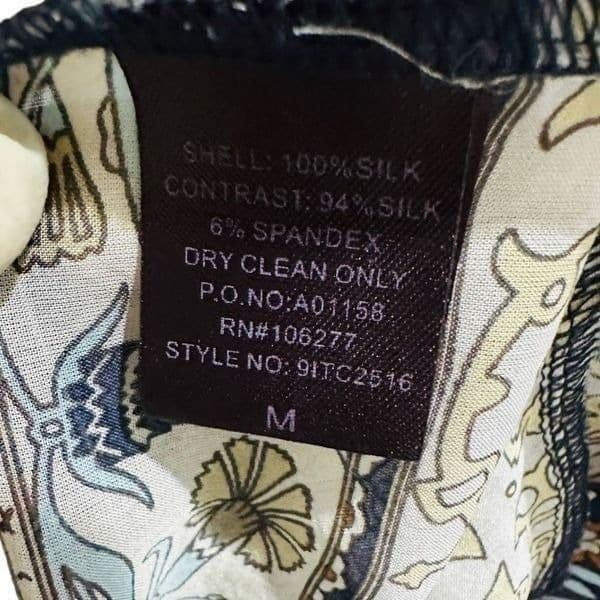 SHELL: 100% SILK
CONTRAST: 94% SILK
6% SPANDEX
DRY CLEAN ONLY
P.O.NO:A01158
RN#106277
STYLE NO: 9ITC2516
M